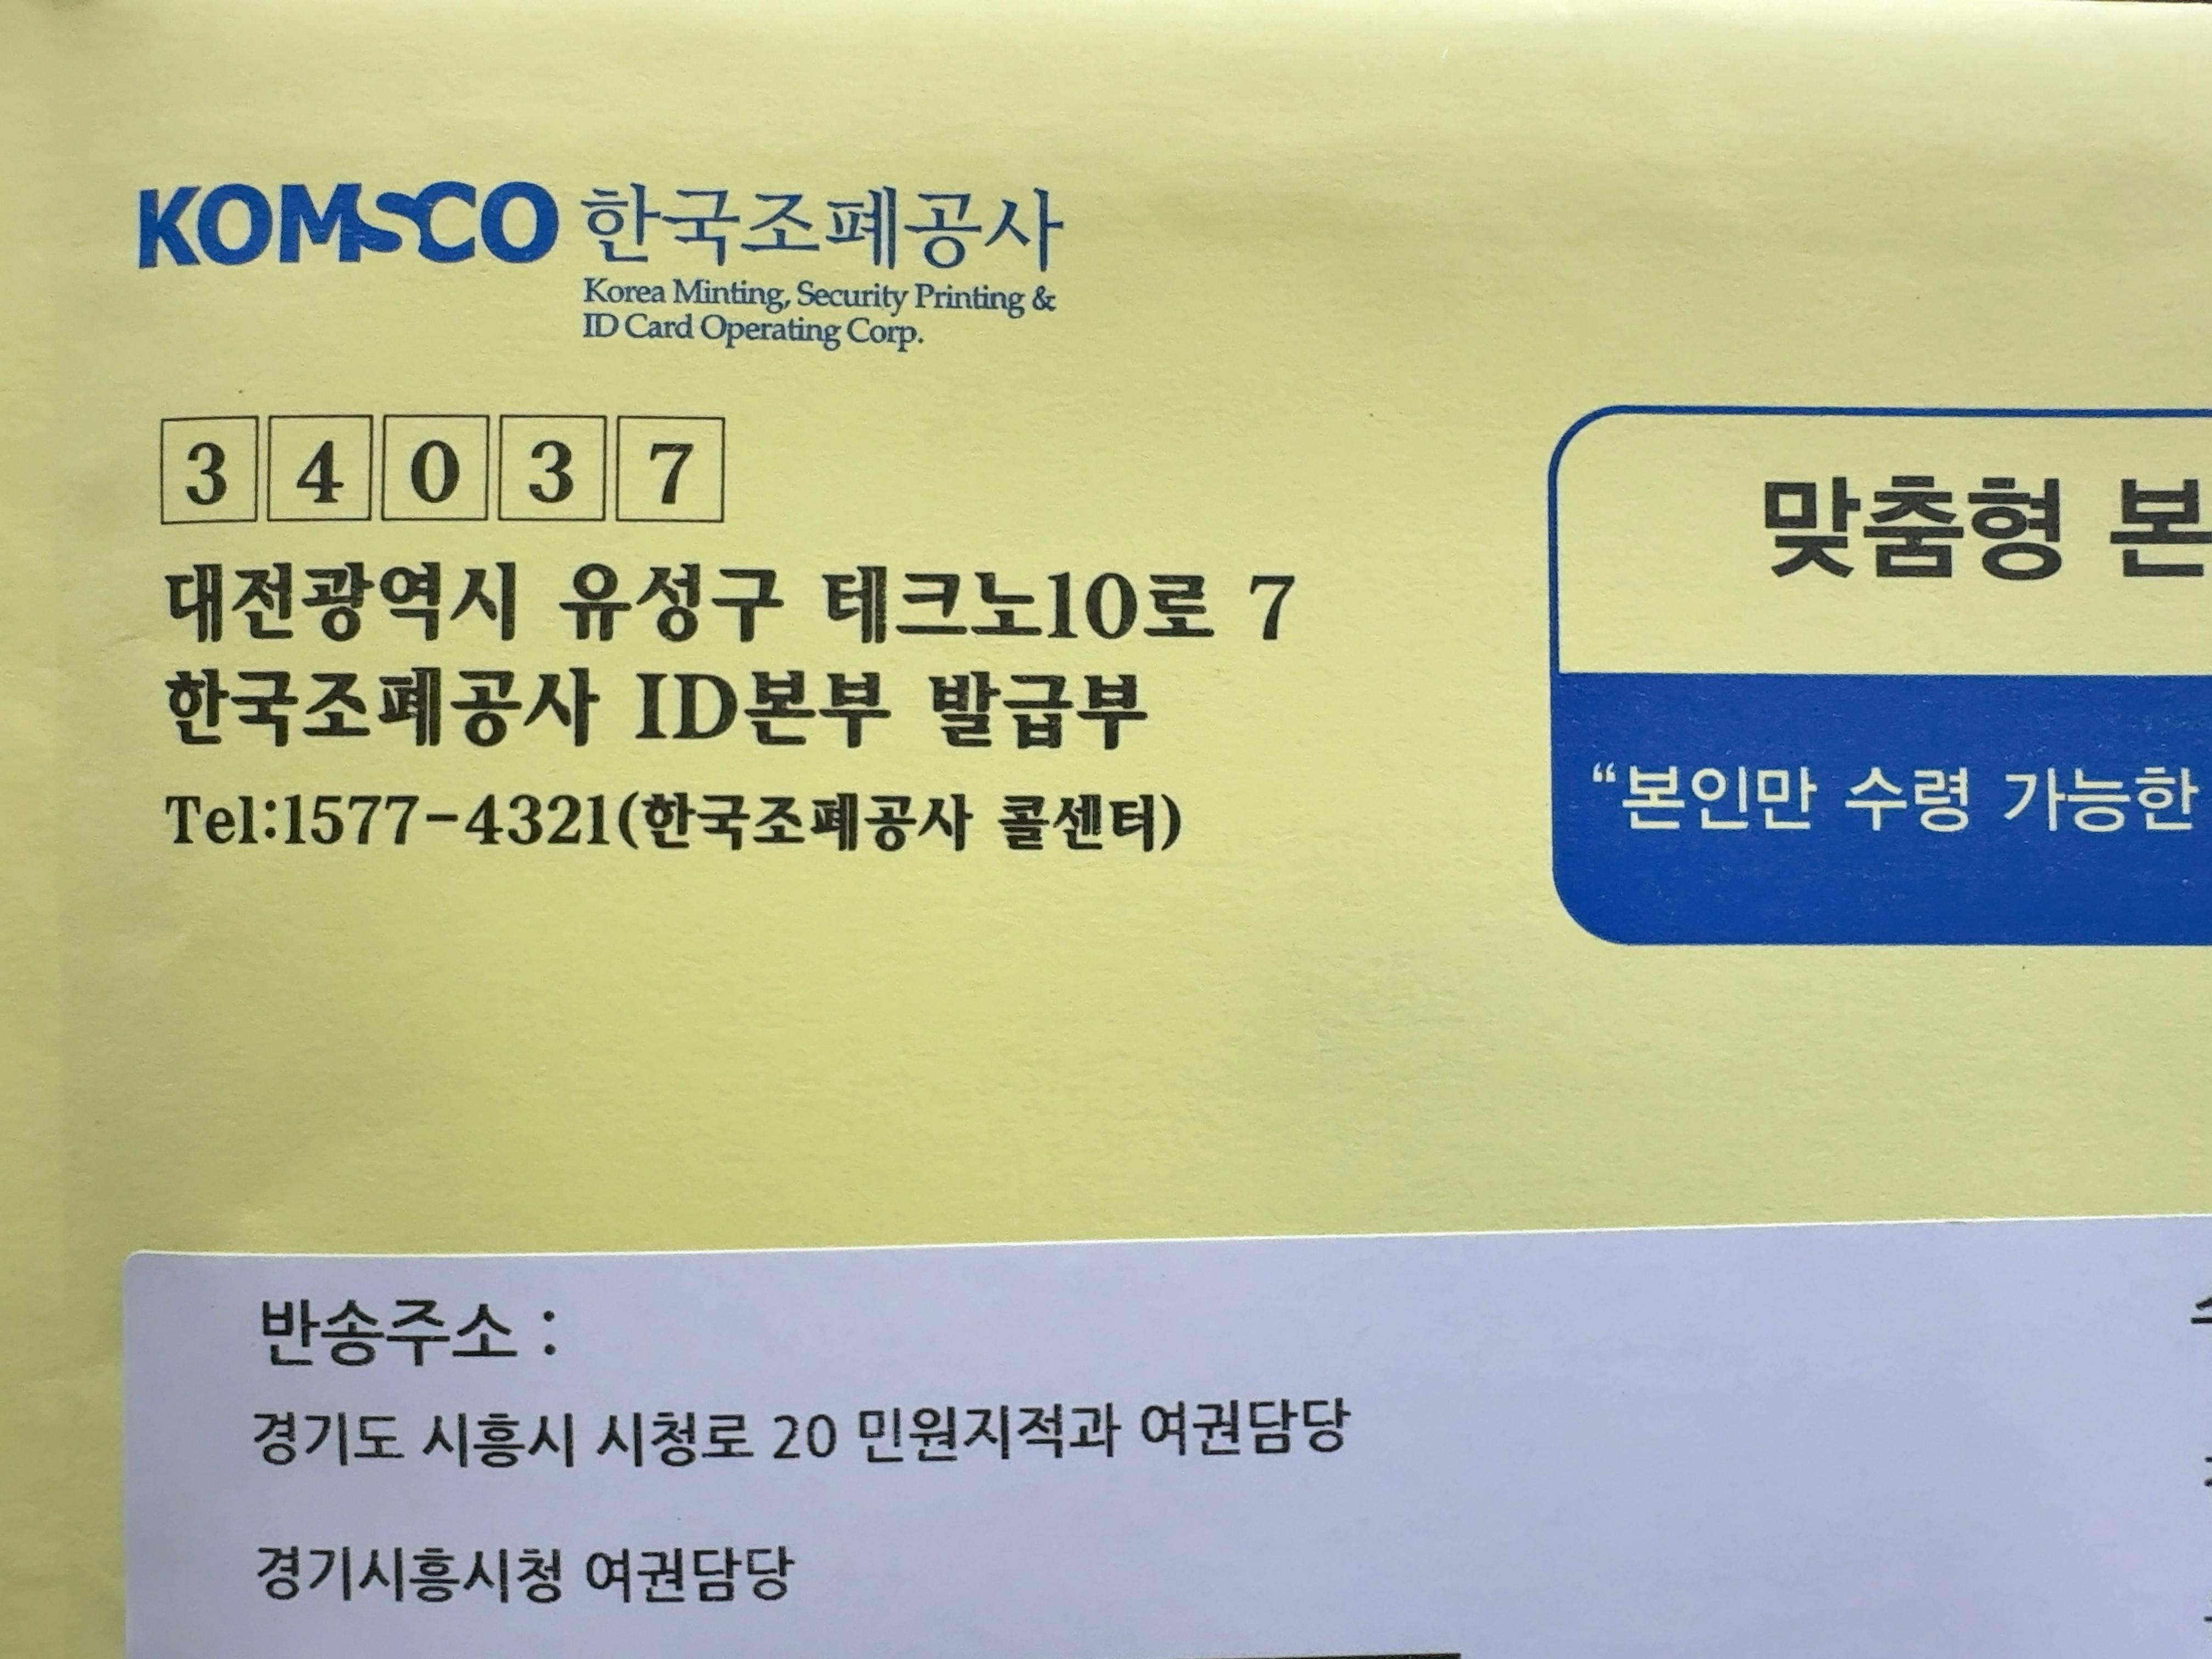 KOMSCO 한국조폐공사
Korea Minting, Security Printing &
ID Card Operating Corp.
3 4 0 3 7
대전광역시 유성구 테크노10로 7
한국조폐공사 ID본부 발급부
Tel:1577-4321(한국조폐공사 콜센터)
맞춤형 본
“본인만 수령 가능한
반송주소 :
경기도 시흥시 시청로 20 민원지적과 여권담당
경기시흥시청 여권담당